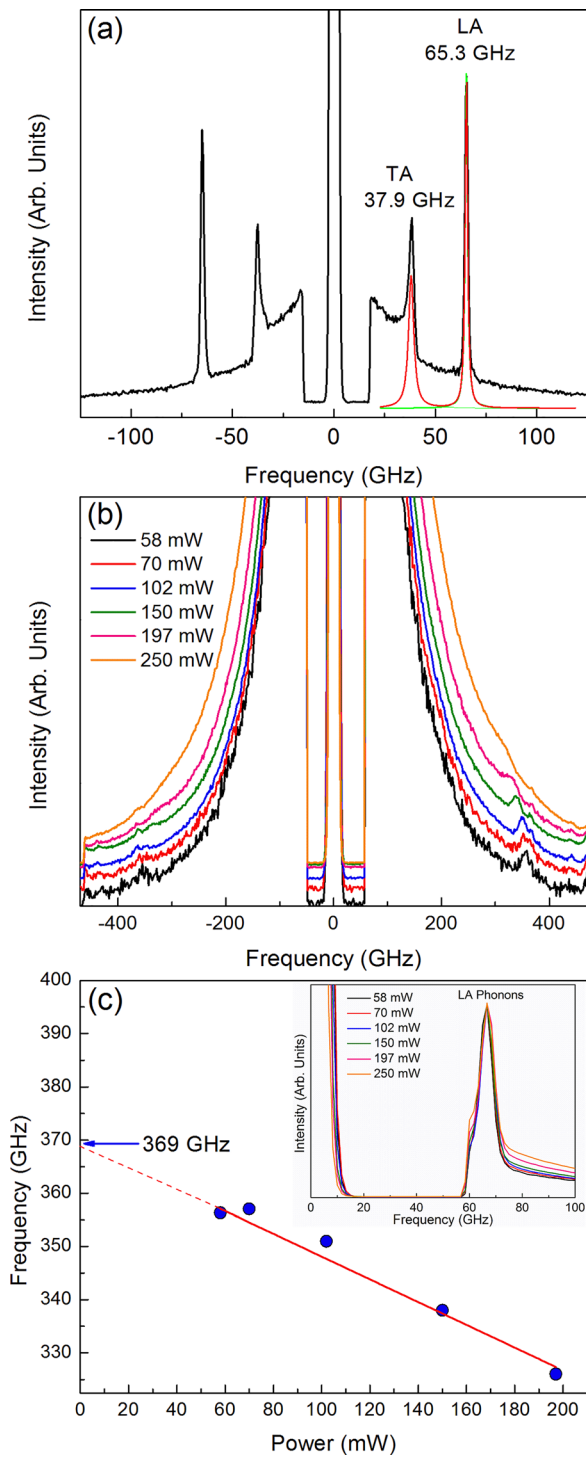 (a)
LA
65.3 GHz
TA
37.9 GHz
Intensity (Arb. Units)
-100 -50 0 50 100
Frequency (GHz)
(b)
58 mW
70 mW
102 mW
150 mW
197 mW
250 mW
Intensity (Arb. Units)
-400 -200 0 200 400
Frequency (GHz)
(c)
400
390
380
370
360
350
340
330
Frequency (GHz)
369 GHz
0 20 40 60 80 100 120 140 160 180 200
Power (mW)
LA Phonons
58 mW
70 mW
102 mW
150 mW
197 mW
250 mW
Intensity (Arb. Units)
0 20 40 60 80 100
Frequency (GHz)